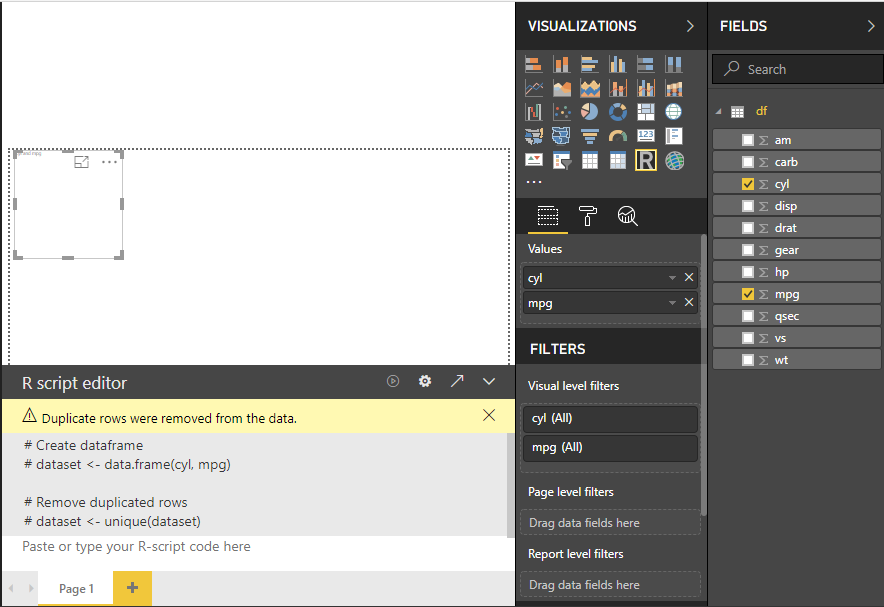 VISUALIZATIONS
FIELDS
Search
df
am
carb
cyl
disp
drat
gear
hp
mpg
qsec
vs
wt
123
R
Values
cyl
mpg
FILTERS
Visual level filters
cyl (All)
mpg (All)
Page level filters
Drag data fields here
Report level filters
Drag data fields here
R script editor
Duplicate rows were removed from the data.
# Create dataframe
# dataset <- data.frame(cyl, mpg)
# Remove duplicated rows
# dataset <- unique(dataset)
Paste or type your R-script code here
Page 1